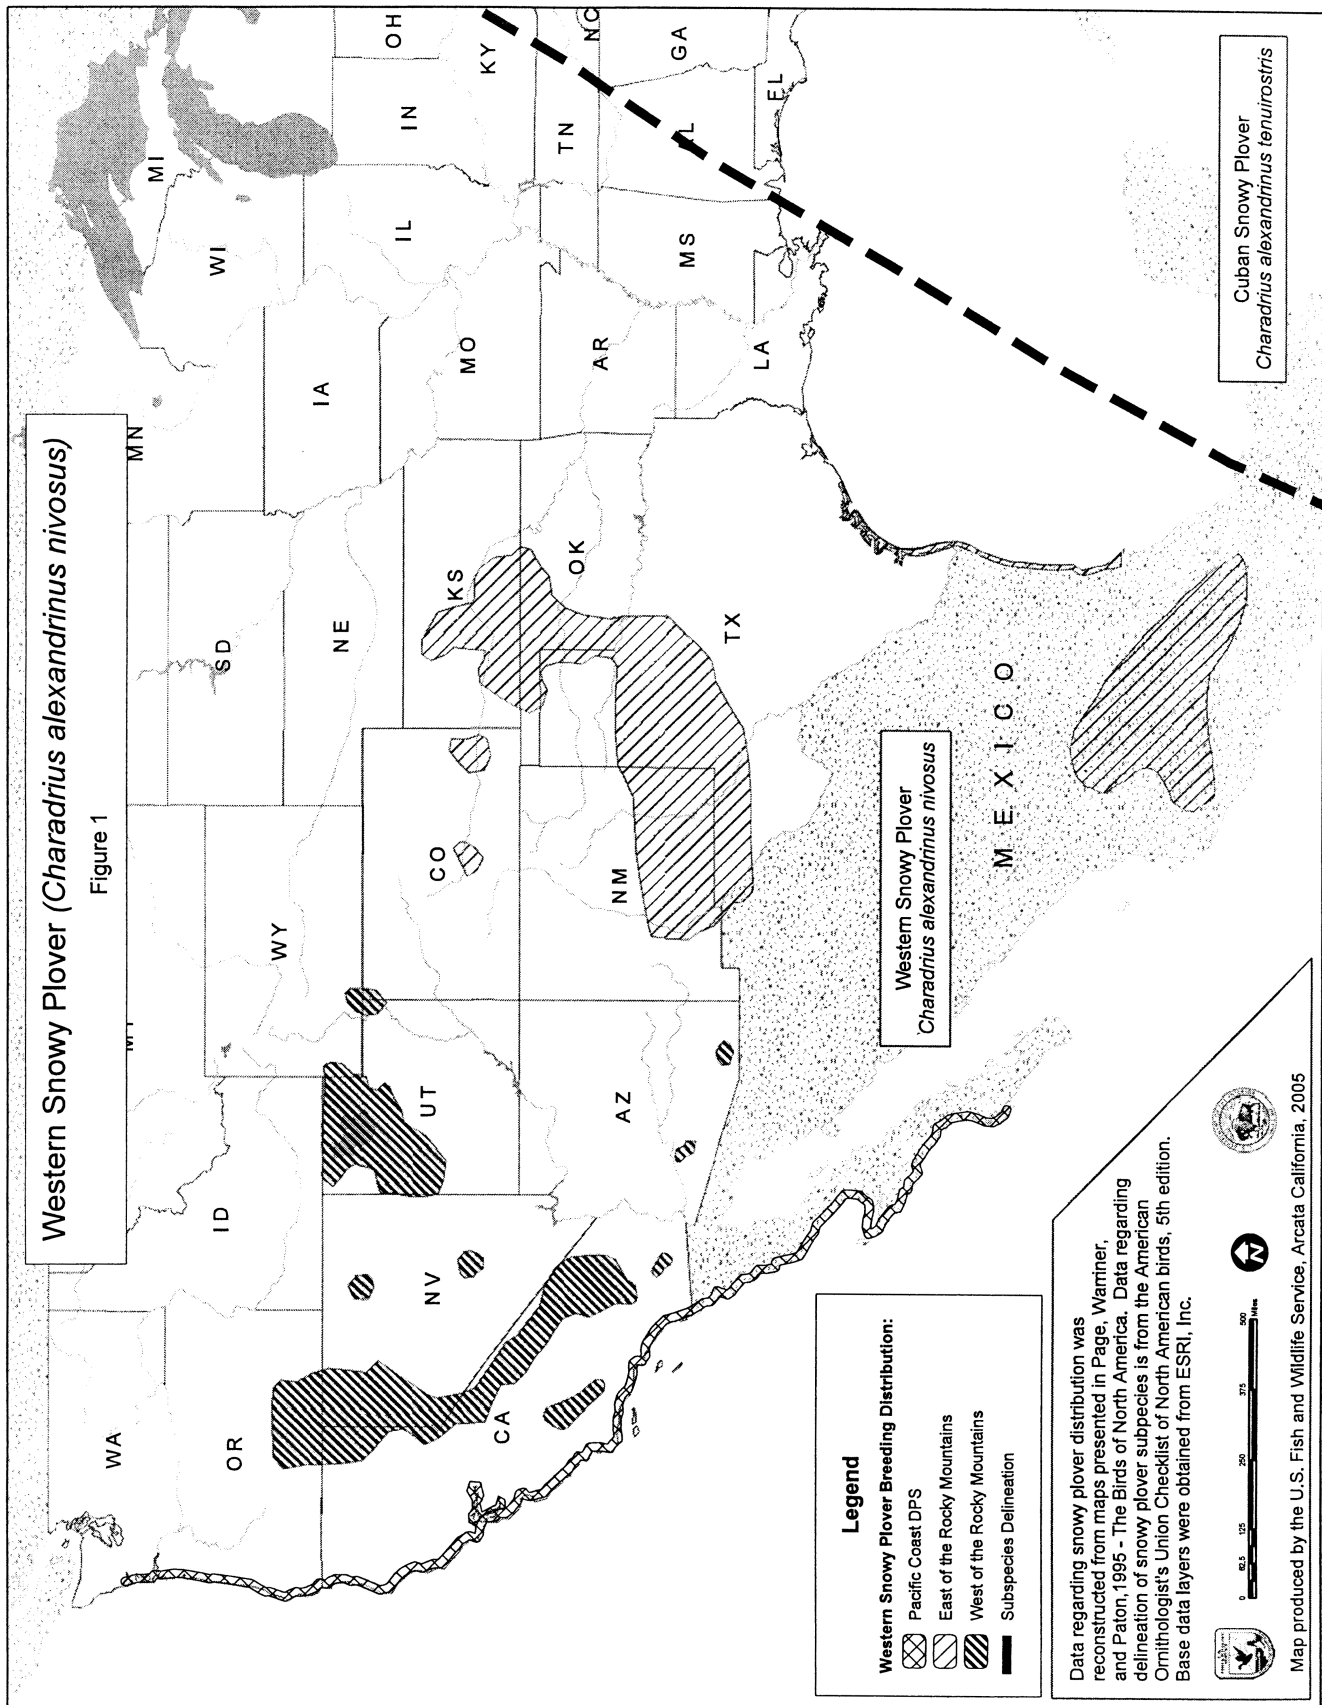 Western Snowy Plover (Charadrius alexandrinus nivosus)
Figure 1
WA
OR
ID
WY
SD
MN
WI
MI
NE
IA
IL
IN
OH
NV
UT
CO
KS
MO
KY
CA
AZ
NM
OK
AR
TN
NC
TX
LA
MS
GA
MEXICO
Western Snowy Plover
Charadrius alexandrinus nivosus
Cuban Snowy Plover
Charadrius alexandrinus tenuirostris
Legend
Western Snowy Plover Breeding Distribution:
Pacific Coast DPS
East of the Rocky Mountains
West of the Rocky Mountains
Subspecies Delineation
Data regarding snowy plover distribution was
reconstructed from maps presented in Page, Warriner,
and Paton,1995 - The Birds of North America. Data regarding
delineation of snowy plover subpecies is from the American
Ornithologist's Union Checklist of North American birds, 5th edition.
Base data layers were obtained from ESRI, Inc.
0 62.5 125 250 375 500
Miles
N
Map produced by the U.S. Fish and Wildlife Service, Arcata California, 2005